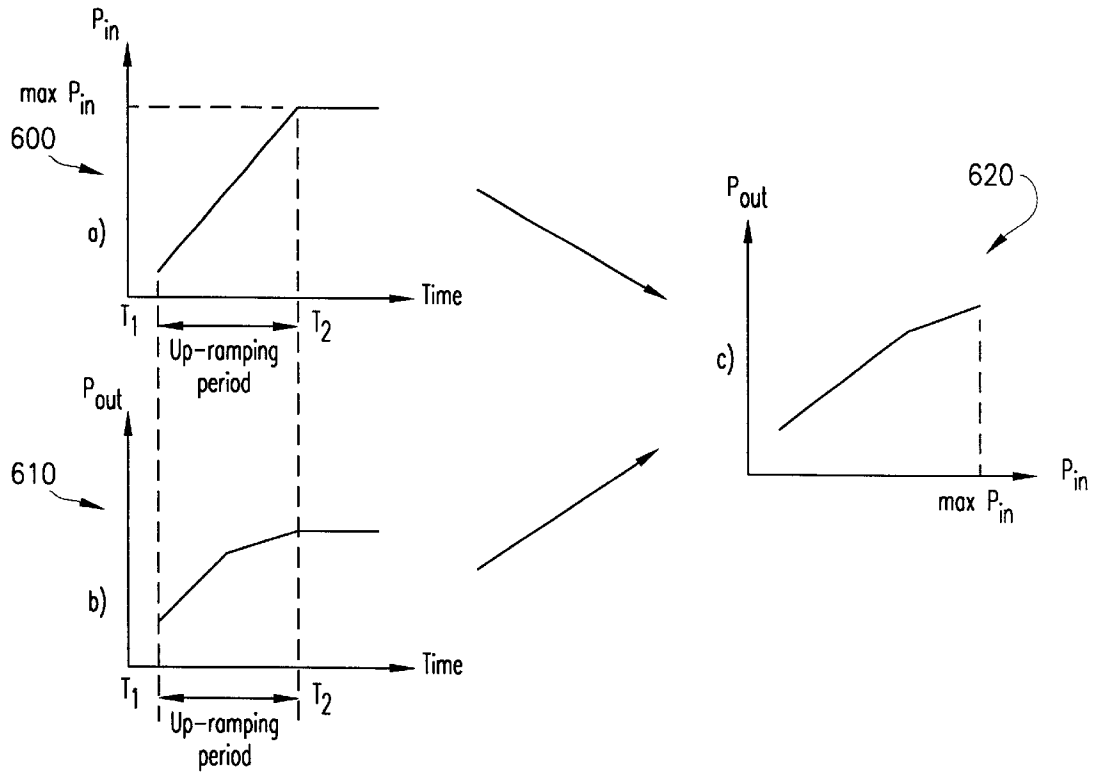 P_in
max P_in
600
a)
Time
T_1
T_2
Up-ramping
period
P_out
610
b)
Time
T_1
T_2
Up-ramping
period
620
P_out
c)
P_in
max P_in